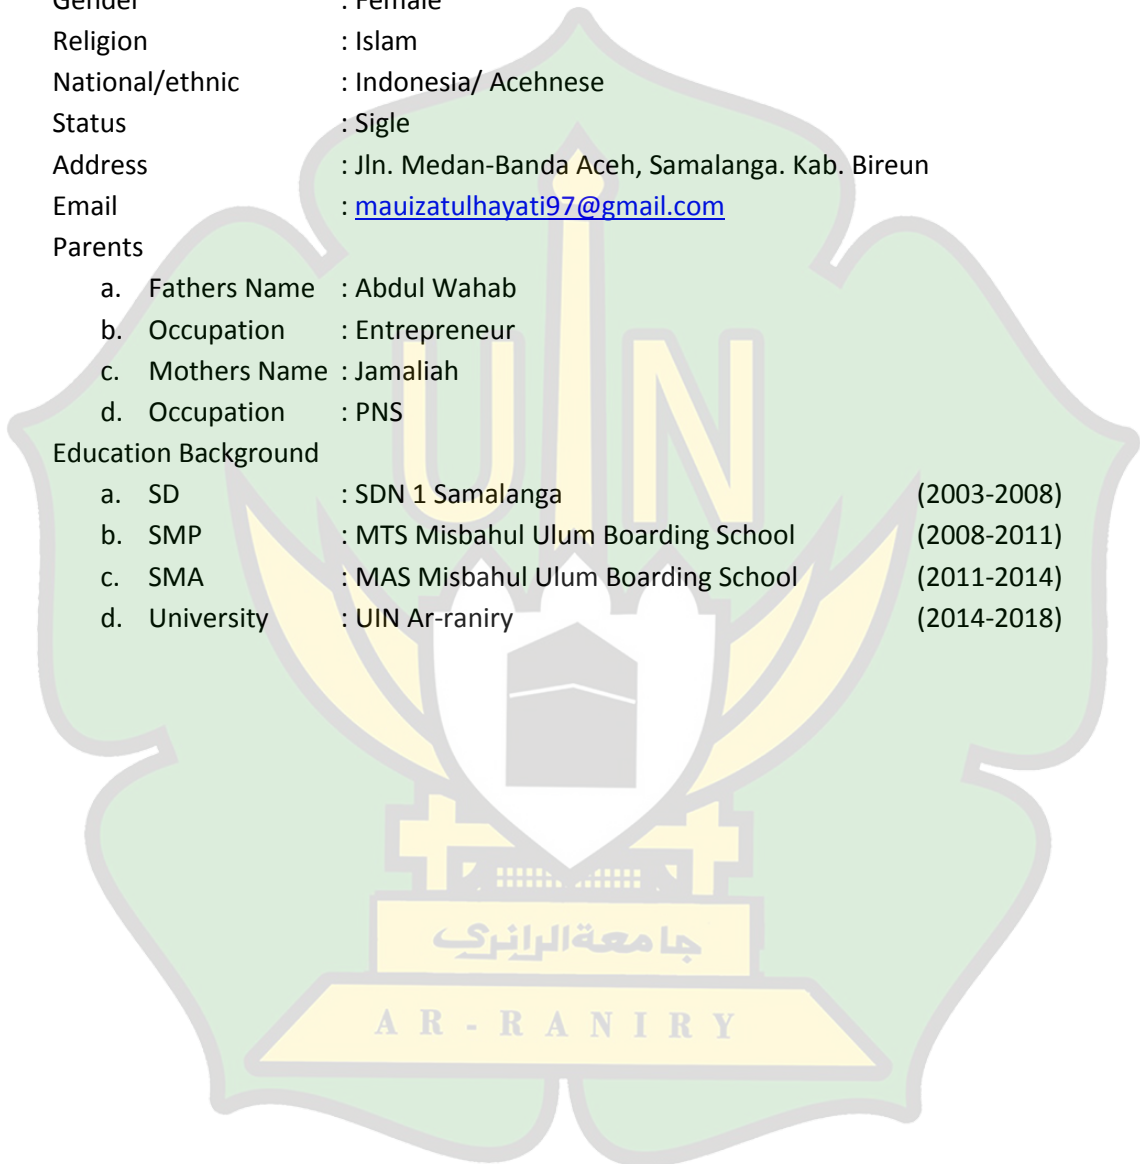 Gender : Female
Religion : Islam
National/ethnic : Indonesia/ Acehnese
Status : Sigle
Address : Jln. Medan-Banda Aceh, Samalanga. Kab. Bireun
Email : mauizatulhayati97@gmail.com
Parents
a. Fathers Name : Abdul Wahab
b. Occupation : Entrepreneur
c. Mothers Name : Jamaliah
d. Occupation : PNS
UIN
Education Background
a. SD : SDN 1 Samalanga (2003-2008)
b. SMP : MTS Misbahul Ulum Boarding School (2008-2011)
c. SMA : MAS Misbahul Ulum Boarding School (2011-2014)
d. University : UIN Ar-raniry (2014-2018)
جامعةالرانري
AR-RANIRY